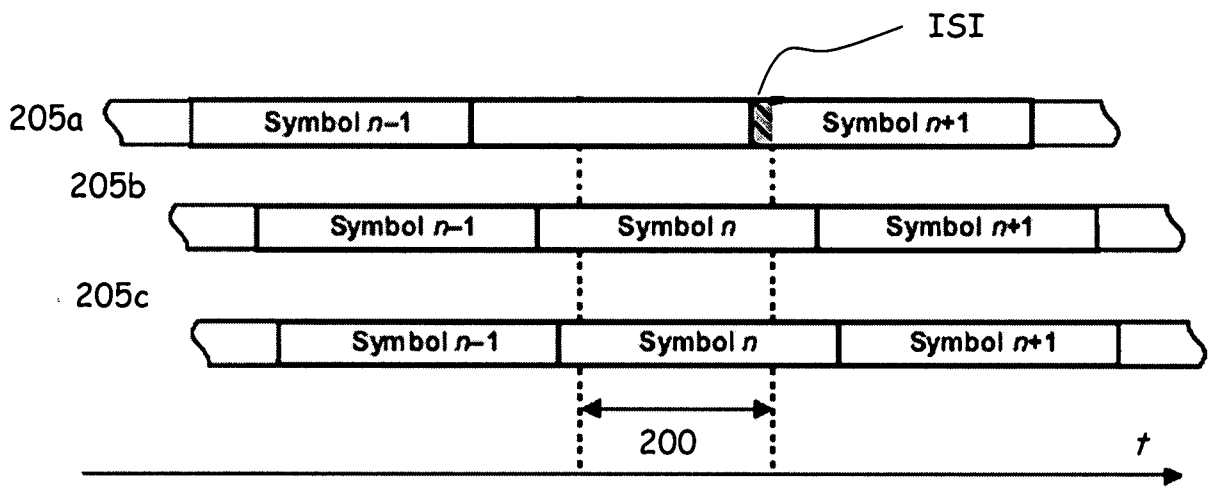 ISI
205a Symbol n–1 Symbol n+1
205b
Symbol n–1 Symbol n Symbol n+1
205c
Symbol n–1 Symbol n Symbol n+1
200
t